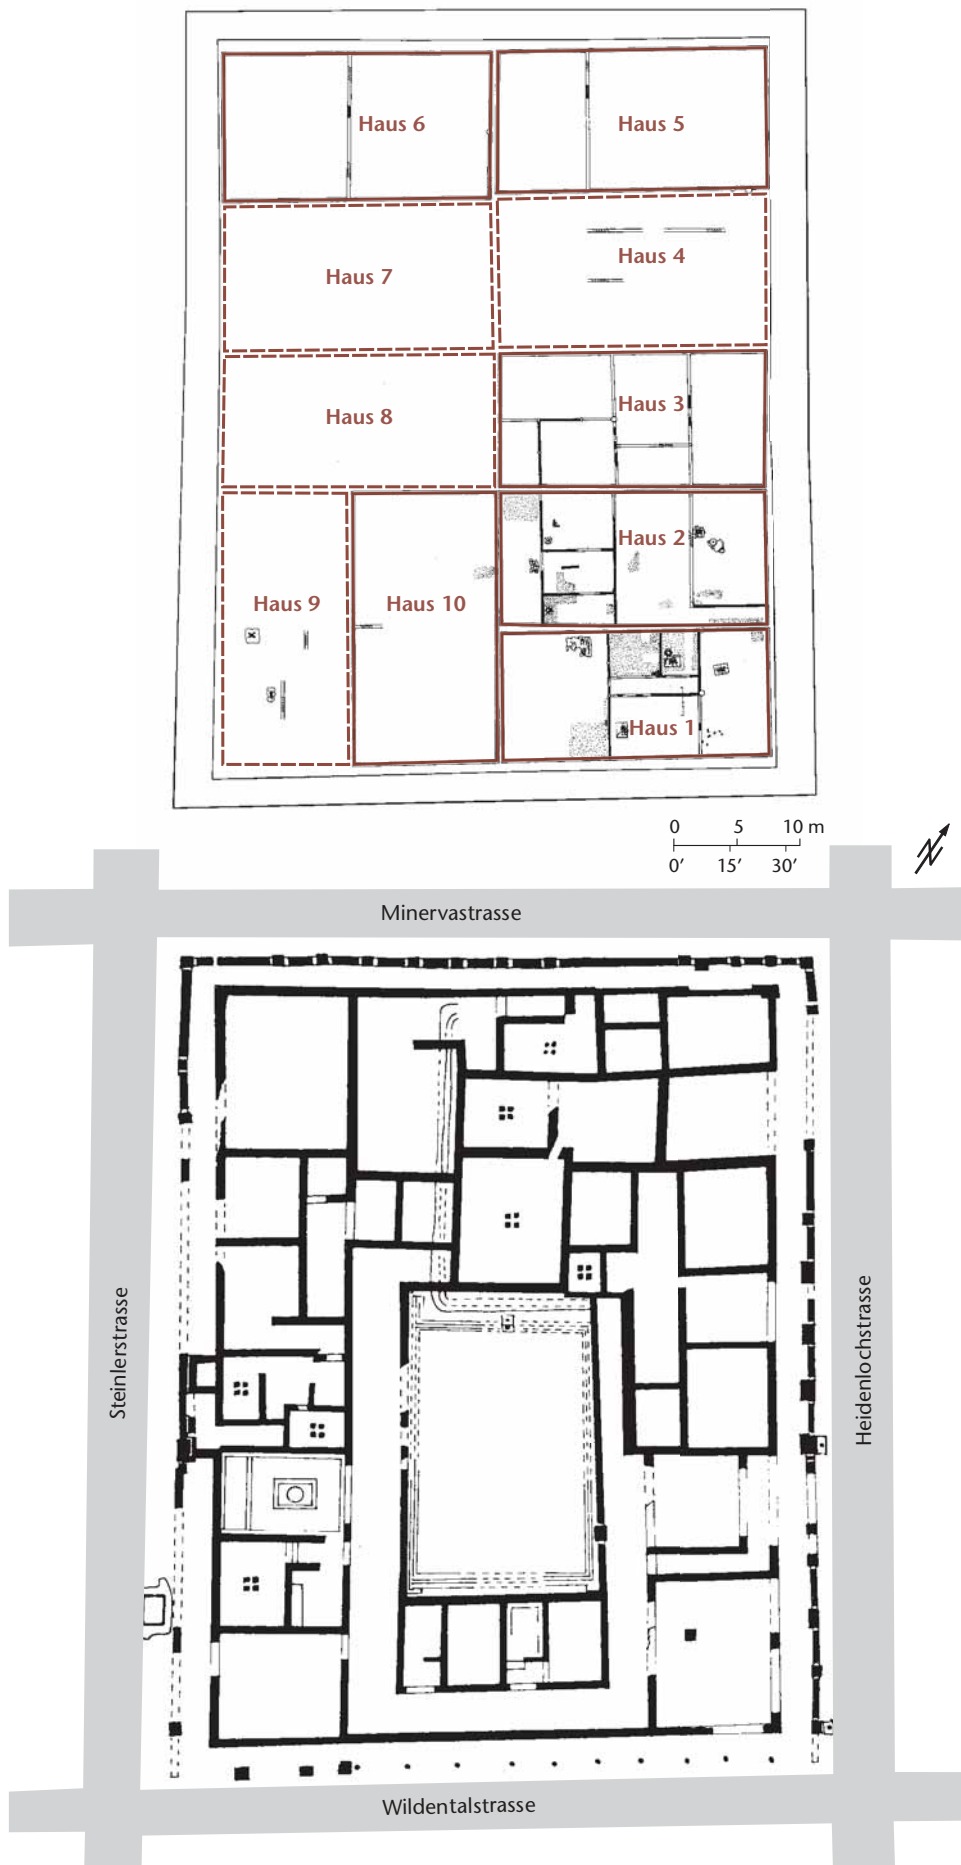 Haus 6
Haus 5
Haus 7
Haus 4
Haus 8
Haus 3
Haus 2
Haus 9
Haus 10
Haus 1
0 5 10 m
0′ 15′ 30′
N
Minervastrasse
Steinlerstrasse
Heidenlochstrasse
Wildentalstrasse